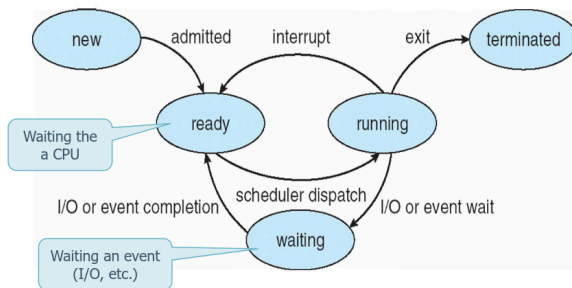 new
admitted
interrupt
exit
terminated
ready
running
Waiting the
a CPU
scheduler dispatch
I/O or event completion
I/O or event wait
waiting
Waiting an event
(I/O, etc.)